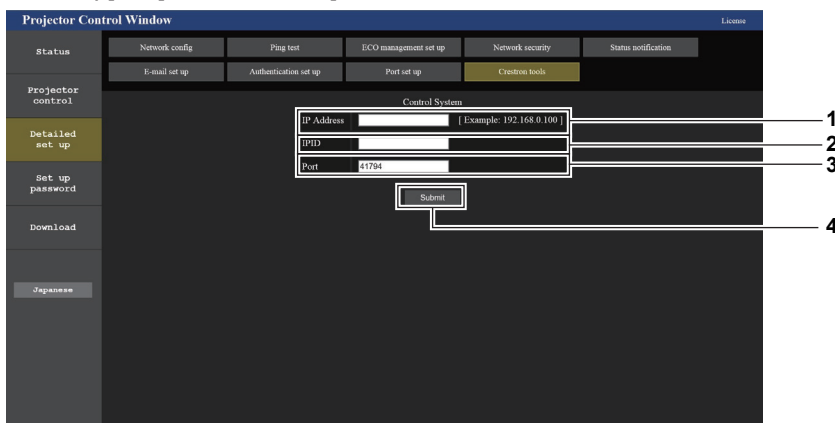 Projector Control Window
License
Status
Network config
Ping test
ECO management set up
Network security
Status notification
E-mail set up
Authentication set up
Port set up
Crestron tools
Projector
control
Detailed
set up
Set up
password
Download
Japanese
Control System
IP Address
[ Example: 192.168.0.100 ]
1
IPID
2
Port
41794
3
Submit
4